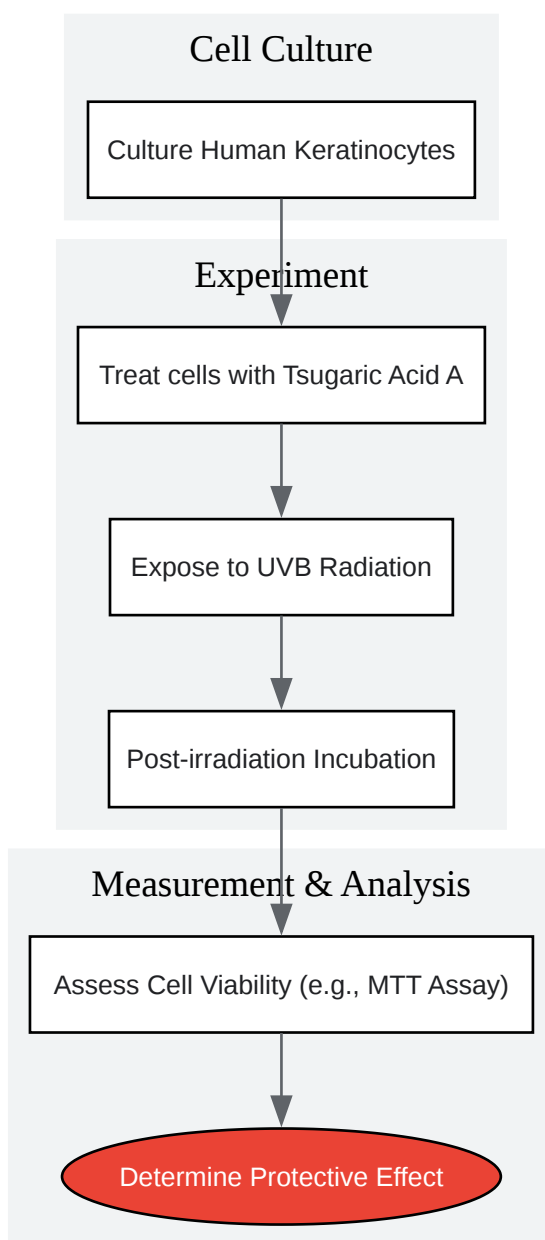 Cell Culture
Culture Human Keratinocytes
Experiment
Treat cells with Tsugaric Acid A
Expose to UVB Radiation
Post-irradiation Incubation
Measurement & Analysis
Assess Cell Viability (e.g., MTT Assay)
Determine Protective Effect